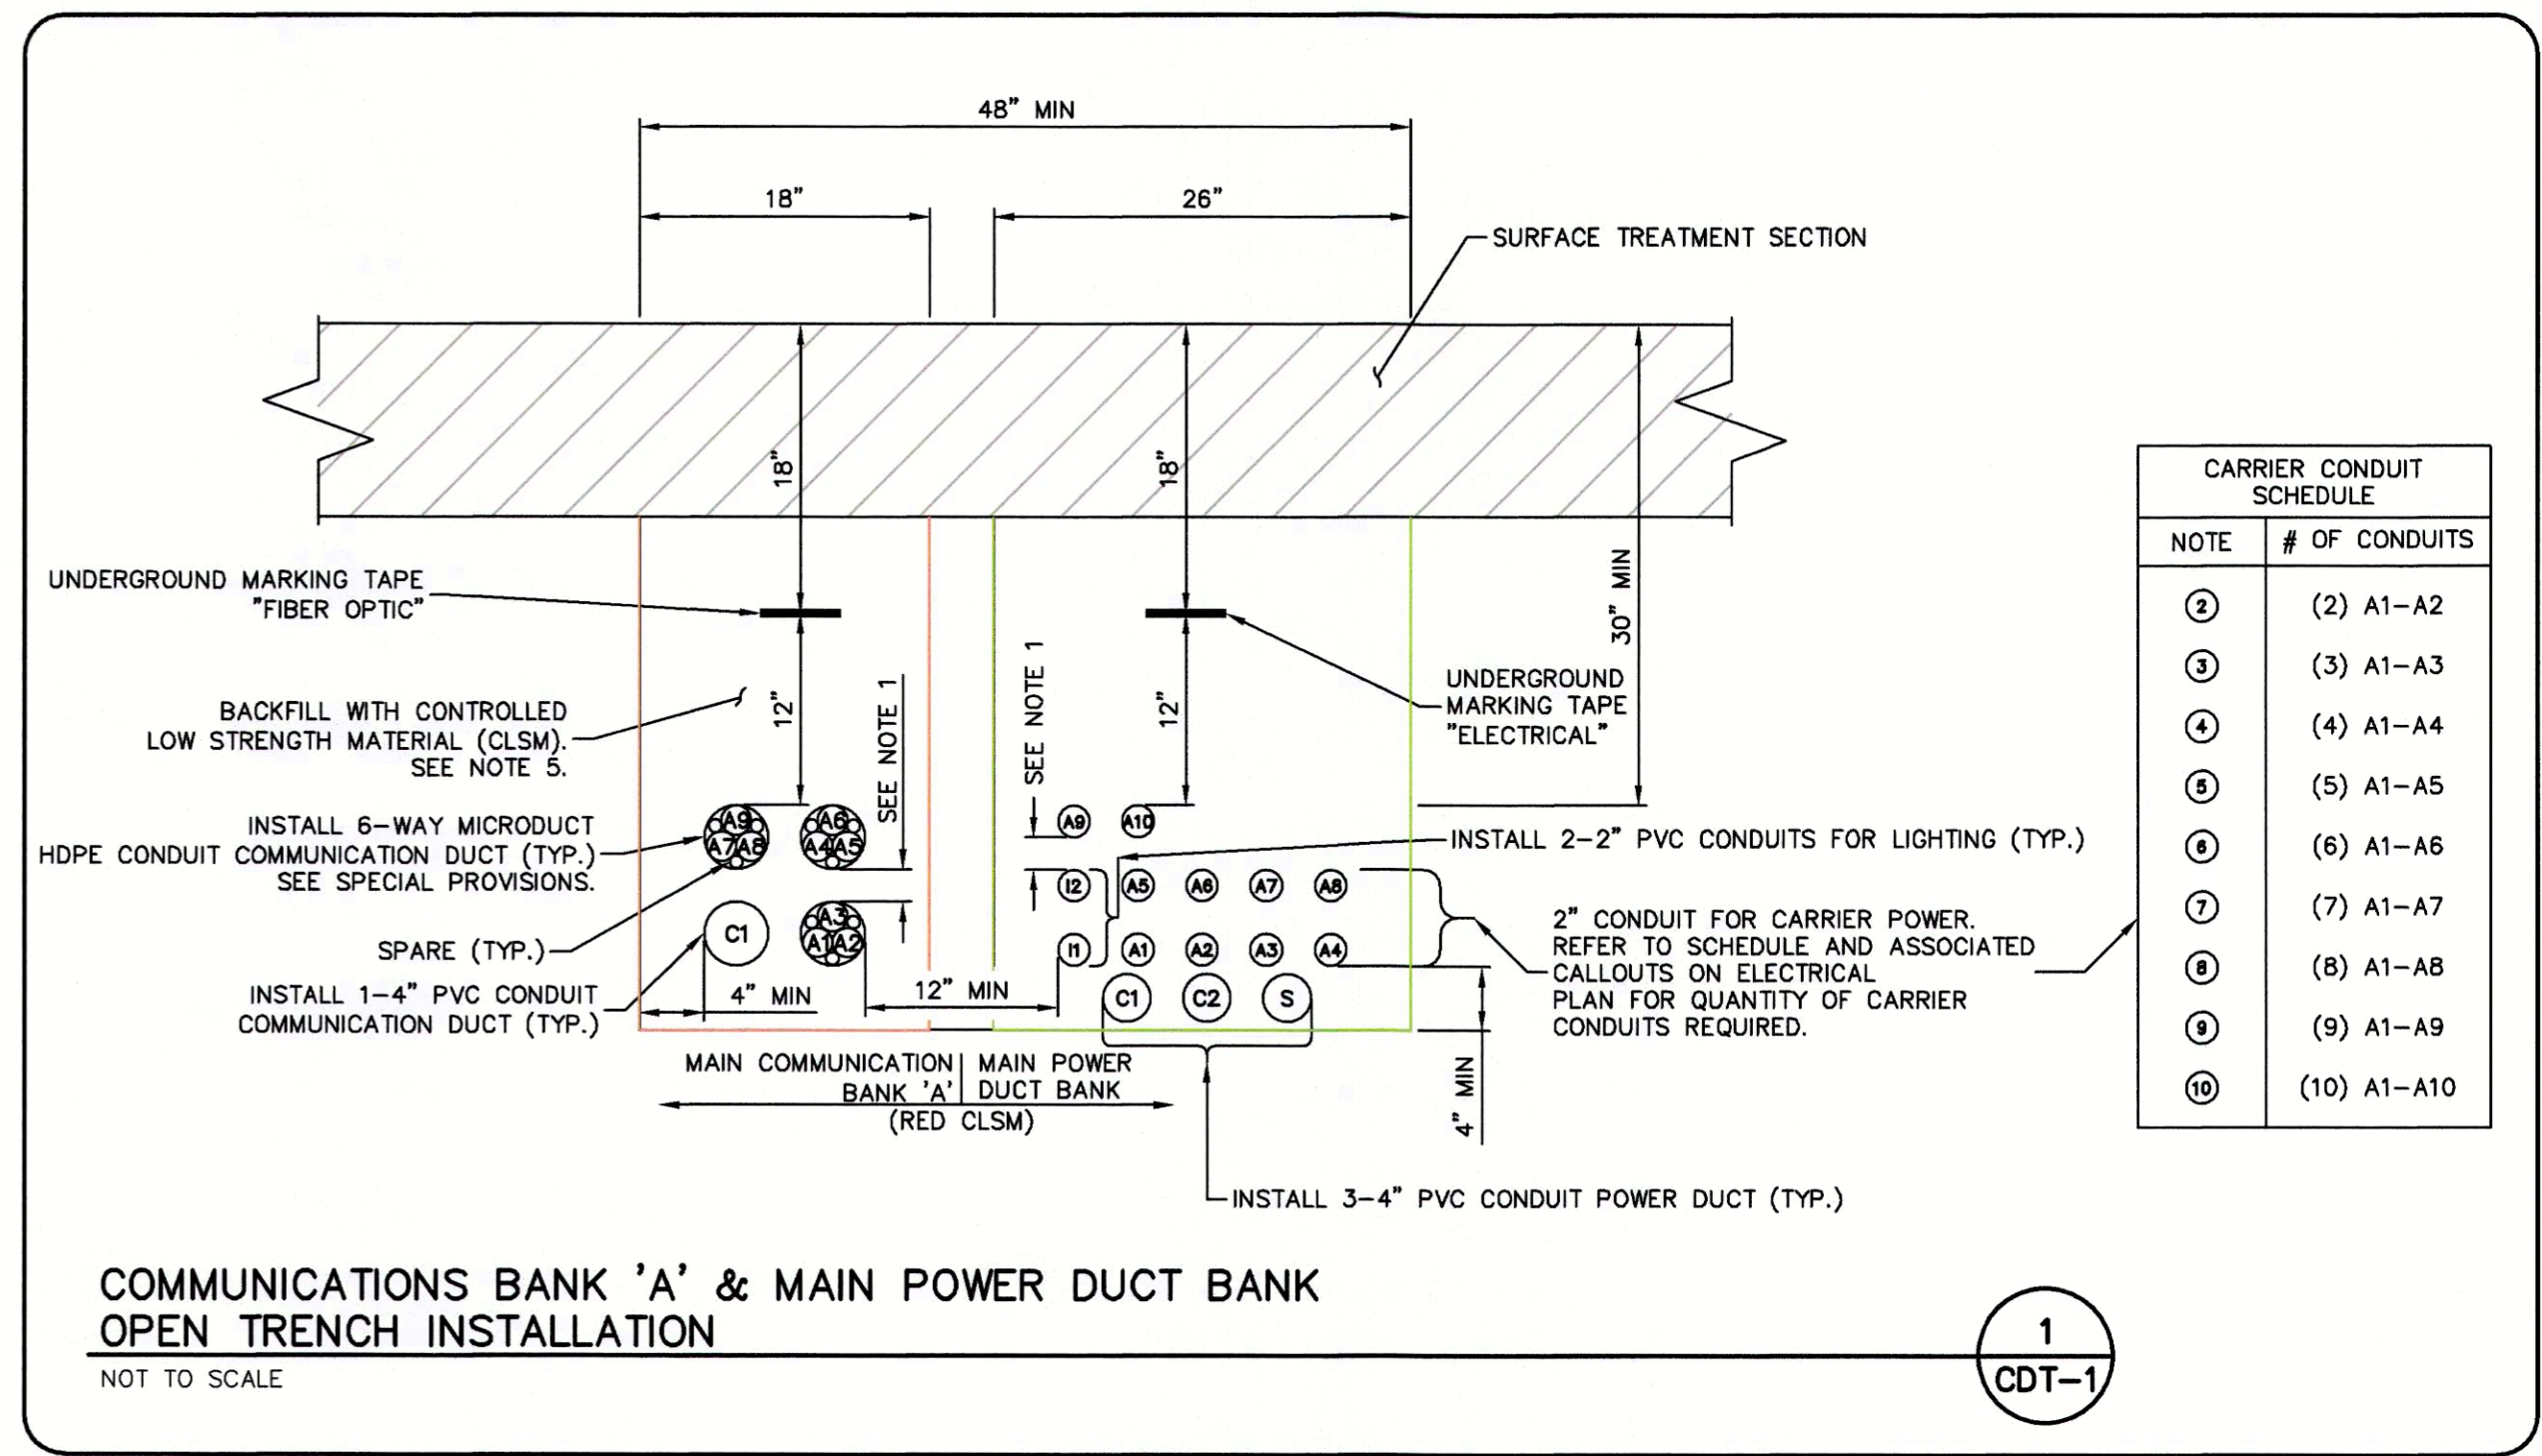 48” MIN
18”
26”
SURFACE TREATMENT SECTION
18”
18”
30” MIN
UNDERGROUND MARKING TAPE
"FIBER OPTIC"
12”
SEE NOTE 1
SEE NOTE 1
12”
UNDERGROUND
MARKING TAPE
"ELECTRICAL"
BACKFILL WITH CONTROLLED
LOW STRENGTH MATERIAL (CLSM).
SEE NOTE 5.
INSTALL 6-WAY MICRODUCT
HDPE CONDUIT COMMUNICATION DUCT (TYP.)
SEE SPECIAL PROVISIONS.
SPARE (TYP.)
INSTALL 1-4” PVC CONDUIT
COMMUNICATION DUCT (TYP.)
A9
A7 A8
A6
A4 A5
C1
A3
A1 A2
4” MIN
12” MIN
A9 A10
I2 A5 A6 A7 A8
I1 A1 A2 A3 A4
C1 C2 S
INSTALL 2-2” PVC CONDUITS FOR LIGHTING (TYP.)
2” CONDUIT FOR CARRIER POWER.
REFER TO SCHEDULE AND ASSOCIATED
CALLOUTS ON ELECTRICAL
PLAN FOR QUANTITY OF CARRIER
CONDUITS REQUIRED.
4” MIN
MAIN COMMUNICATION
BANK 'A'
MAIN POWER
DUCT BANK
(RED CLSM)
INSTALL 3-4” PVC CONDUIT POWER DUCT (TYP.)
CARRIER CONDUIT
SCHEDULE
NOTE # OF CONDUITS
2 (2) A1-A2
3 (3) A1-A3
4 (4) A1-A4
5 (5) A1-A5
6 (6) A1-A6
7 (7) A1-A7
8 (8) A1-A8
9 (9) A1-A9
10 (10) A1-A10
COMMUNICATIONS BANK 'A' & MAIN POWER DUCT BANK
OPEN TRENCH INSTALLATION
NOT TO SCALE
1
CDT-1